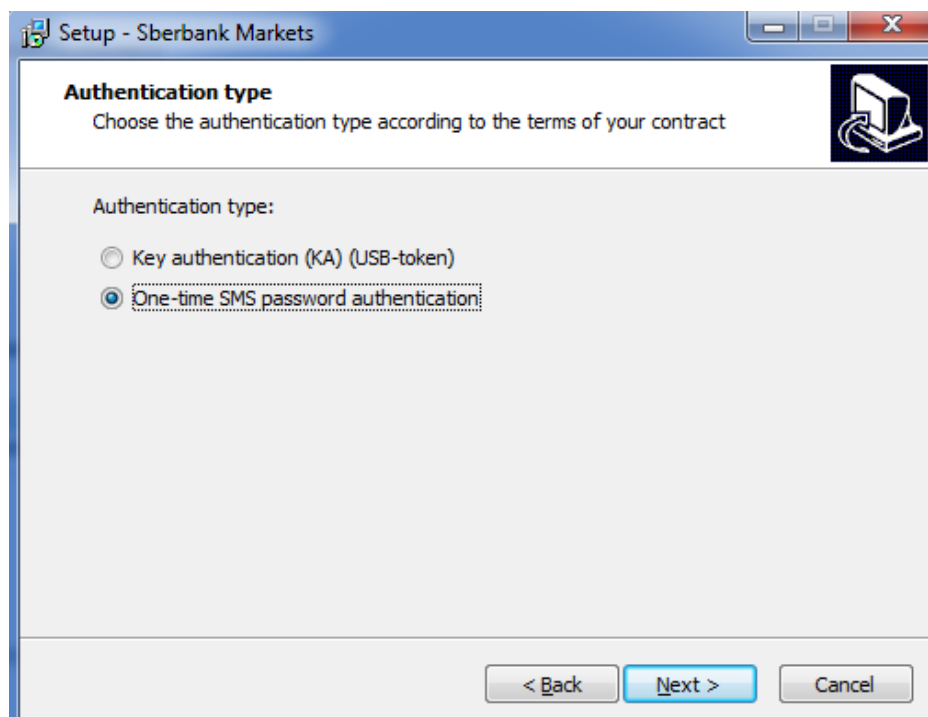 Setup - Sberbank Markets
Authentication type
Choose the authentication type according to the terms of your contract
Authentication type:
Key authentication (KA) (USB-token)
One-time SMS password authentication
< Back Next > Cancel